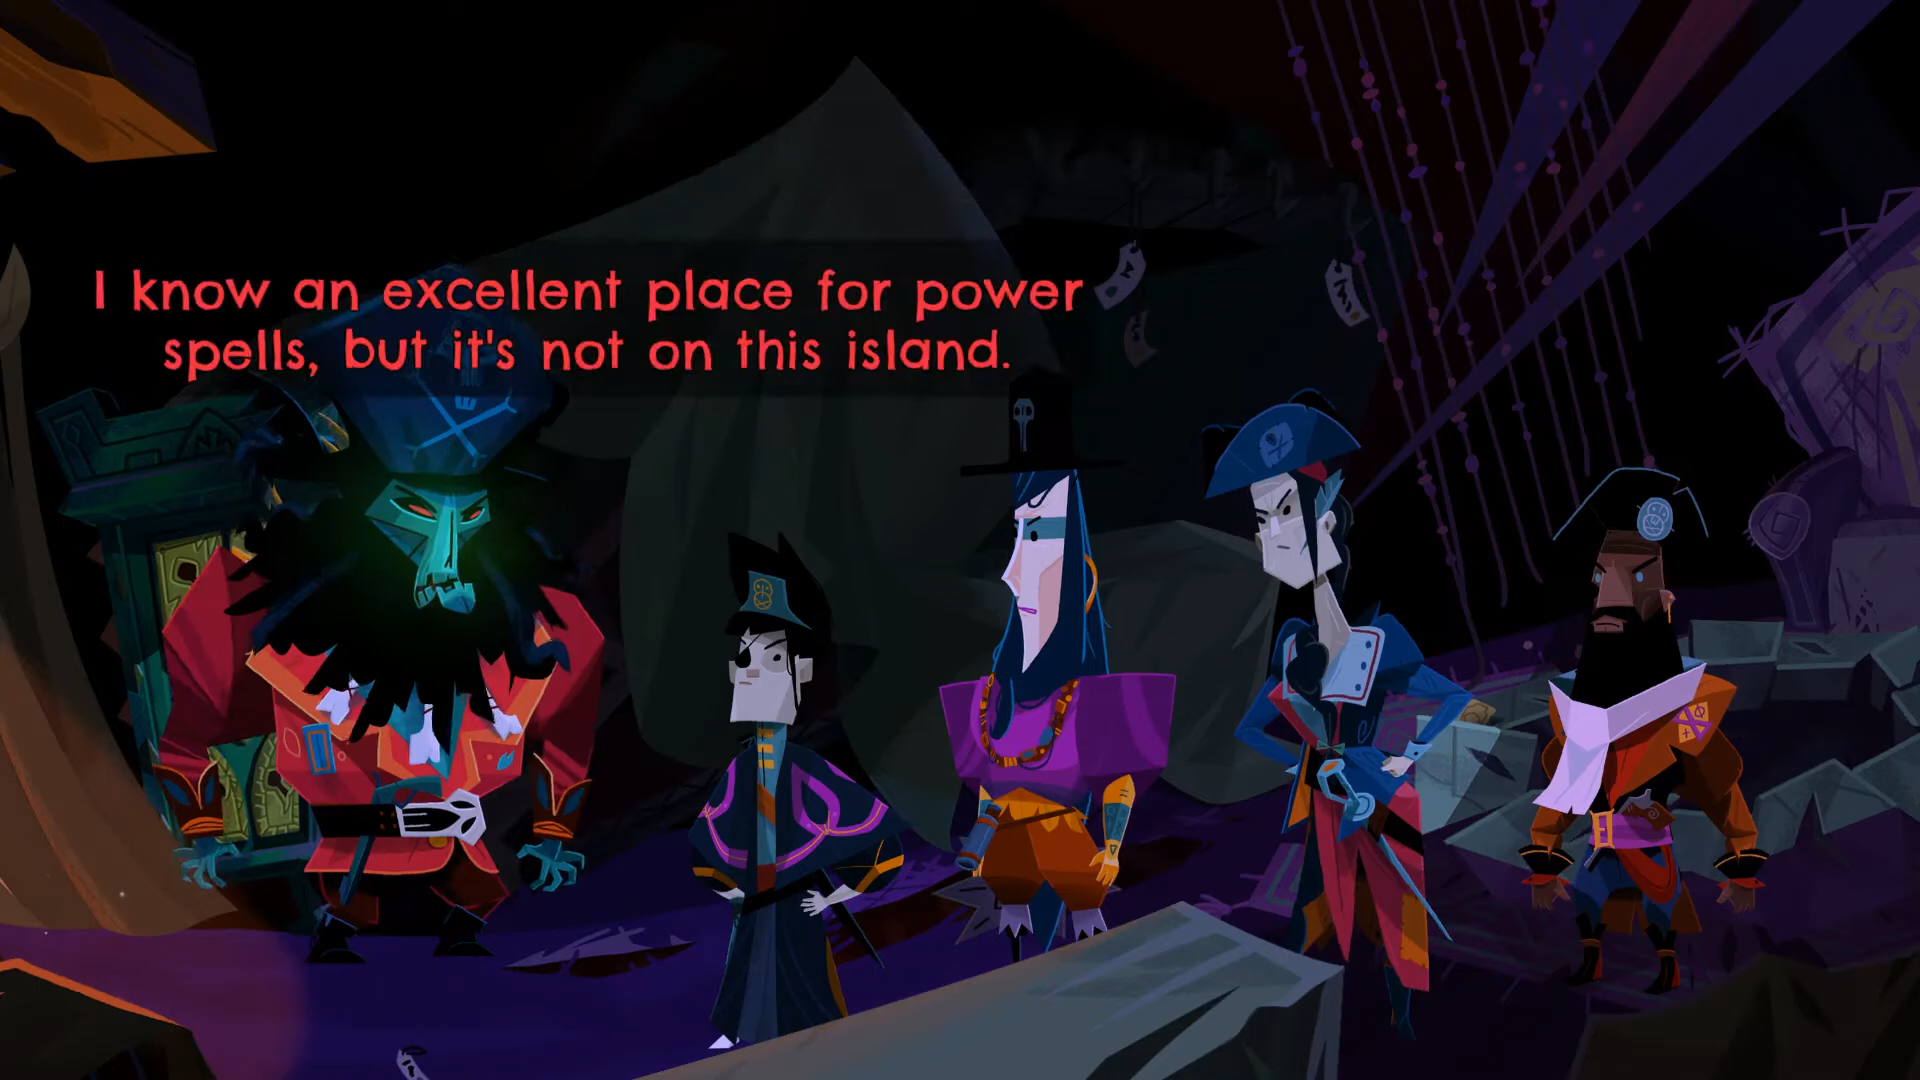 I know an excellent place for power
spells, but it's not on this island.